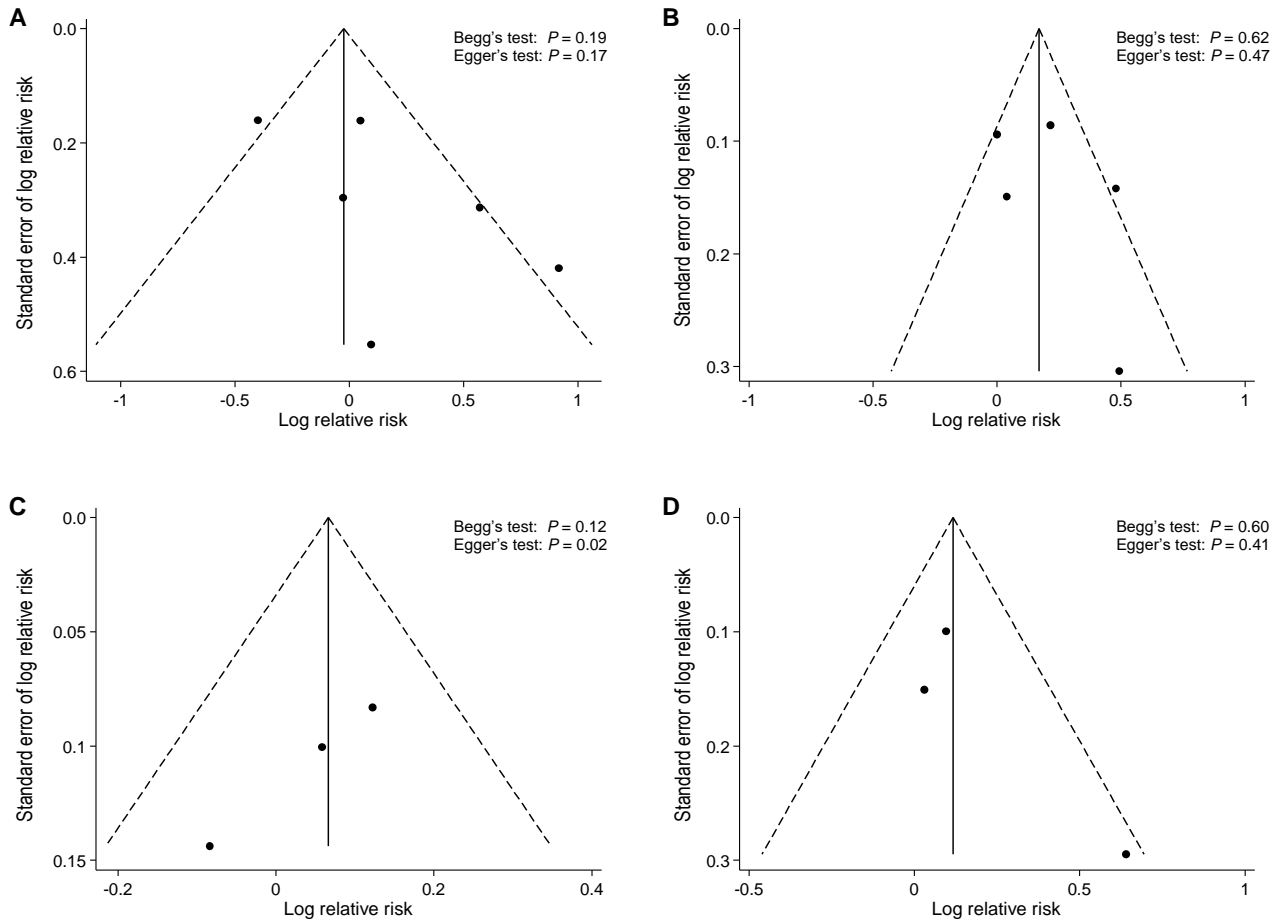 A
Begg’s test: P = 0.19
Egger’s test: P = 0.17
Standard error of log relative risk
0.0
0.2
0.4
0.6
-1
-0.5
0
0.5
1
Log relative risk
B
Begg’s test: P = 0.62
Egger’s test: P = 0.47
Standard error of log relative risk
0.0
0.1
0.2
0.3
-1
-0.5
0
0.5
1
Log relative risk
C
Begg’s test: P = 0.12
Egger’s test: P = 0.02
Standard error of log relative risk
0.0
0.05
0.1
0.15
-0.2
0
0.2
0.4
Log relative risk
D
Begg’s test: P = 0.60
Egger’s test: P = 0.41
Standard error of log relative risk
0.0
0.1
0.2
0.3
-0.5
0
0.5
1
Log relative risk